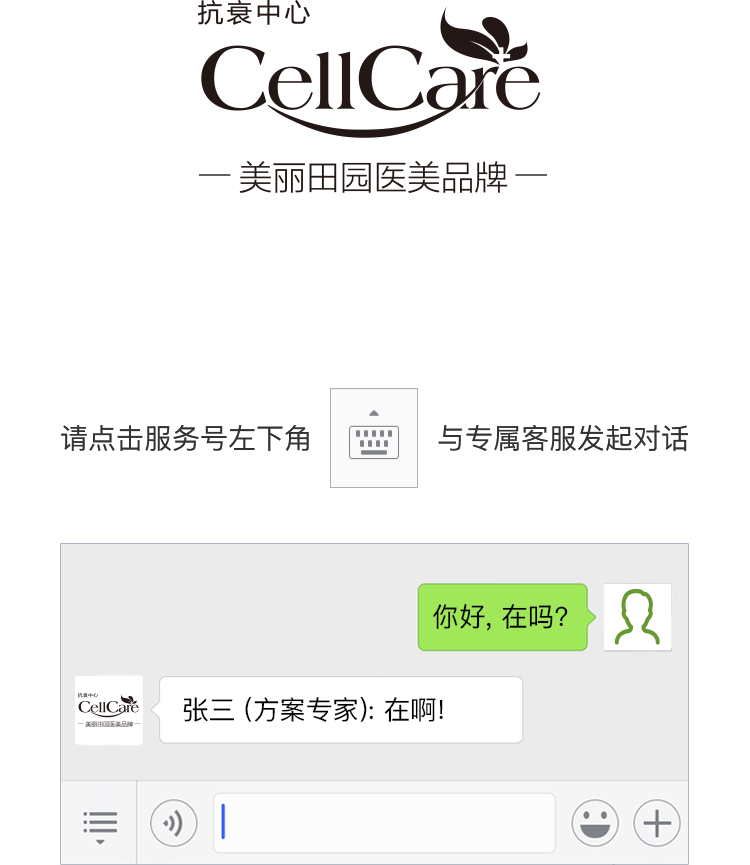 抗衰中心
CellCare
美丽田园医美品牌
请点击服务号左下角 与专属客服发起对话
你好, 在吗?
抗衰中心
CellCare
美丽田园医美品牌
张三 (方案专家): 在啊!